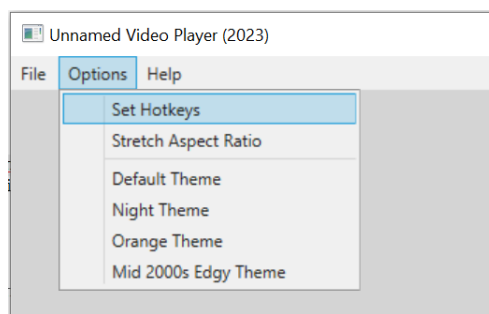 Unnamed Video Player (2023)
File Options Help
Set Hotkeys
Stretch Aspect Ratio
Default Theme
Night Theme
Orange Theme
Mid 2000s Edgy Theme